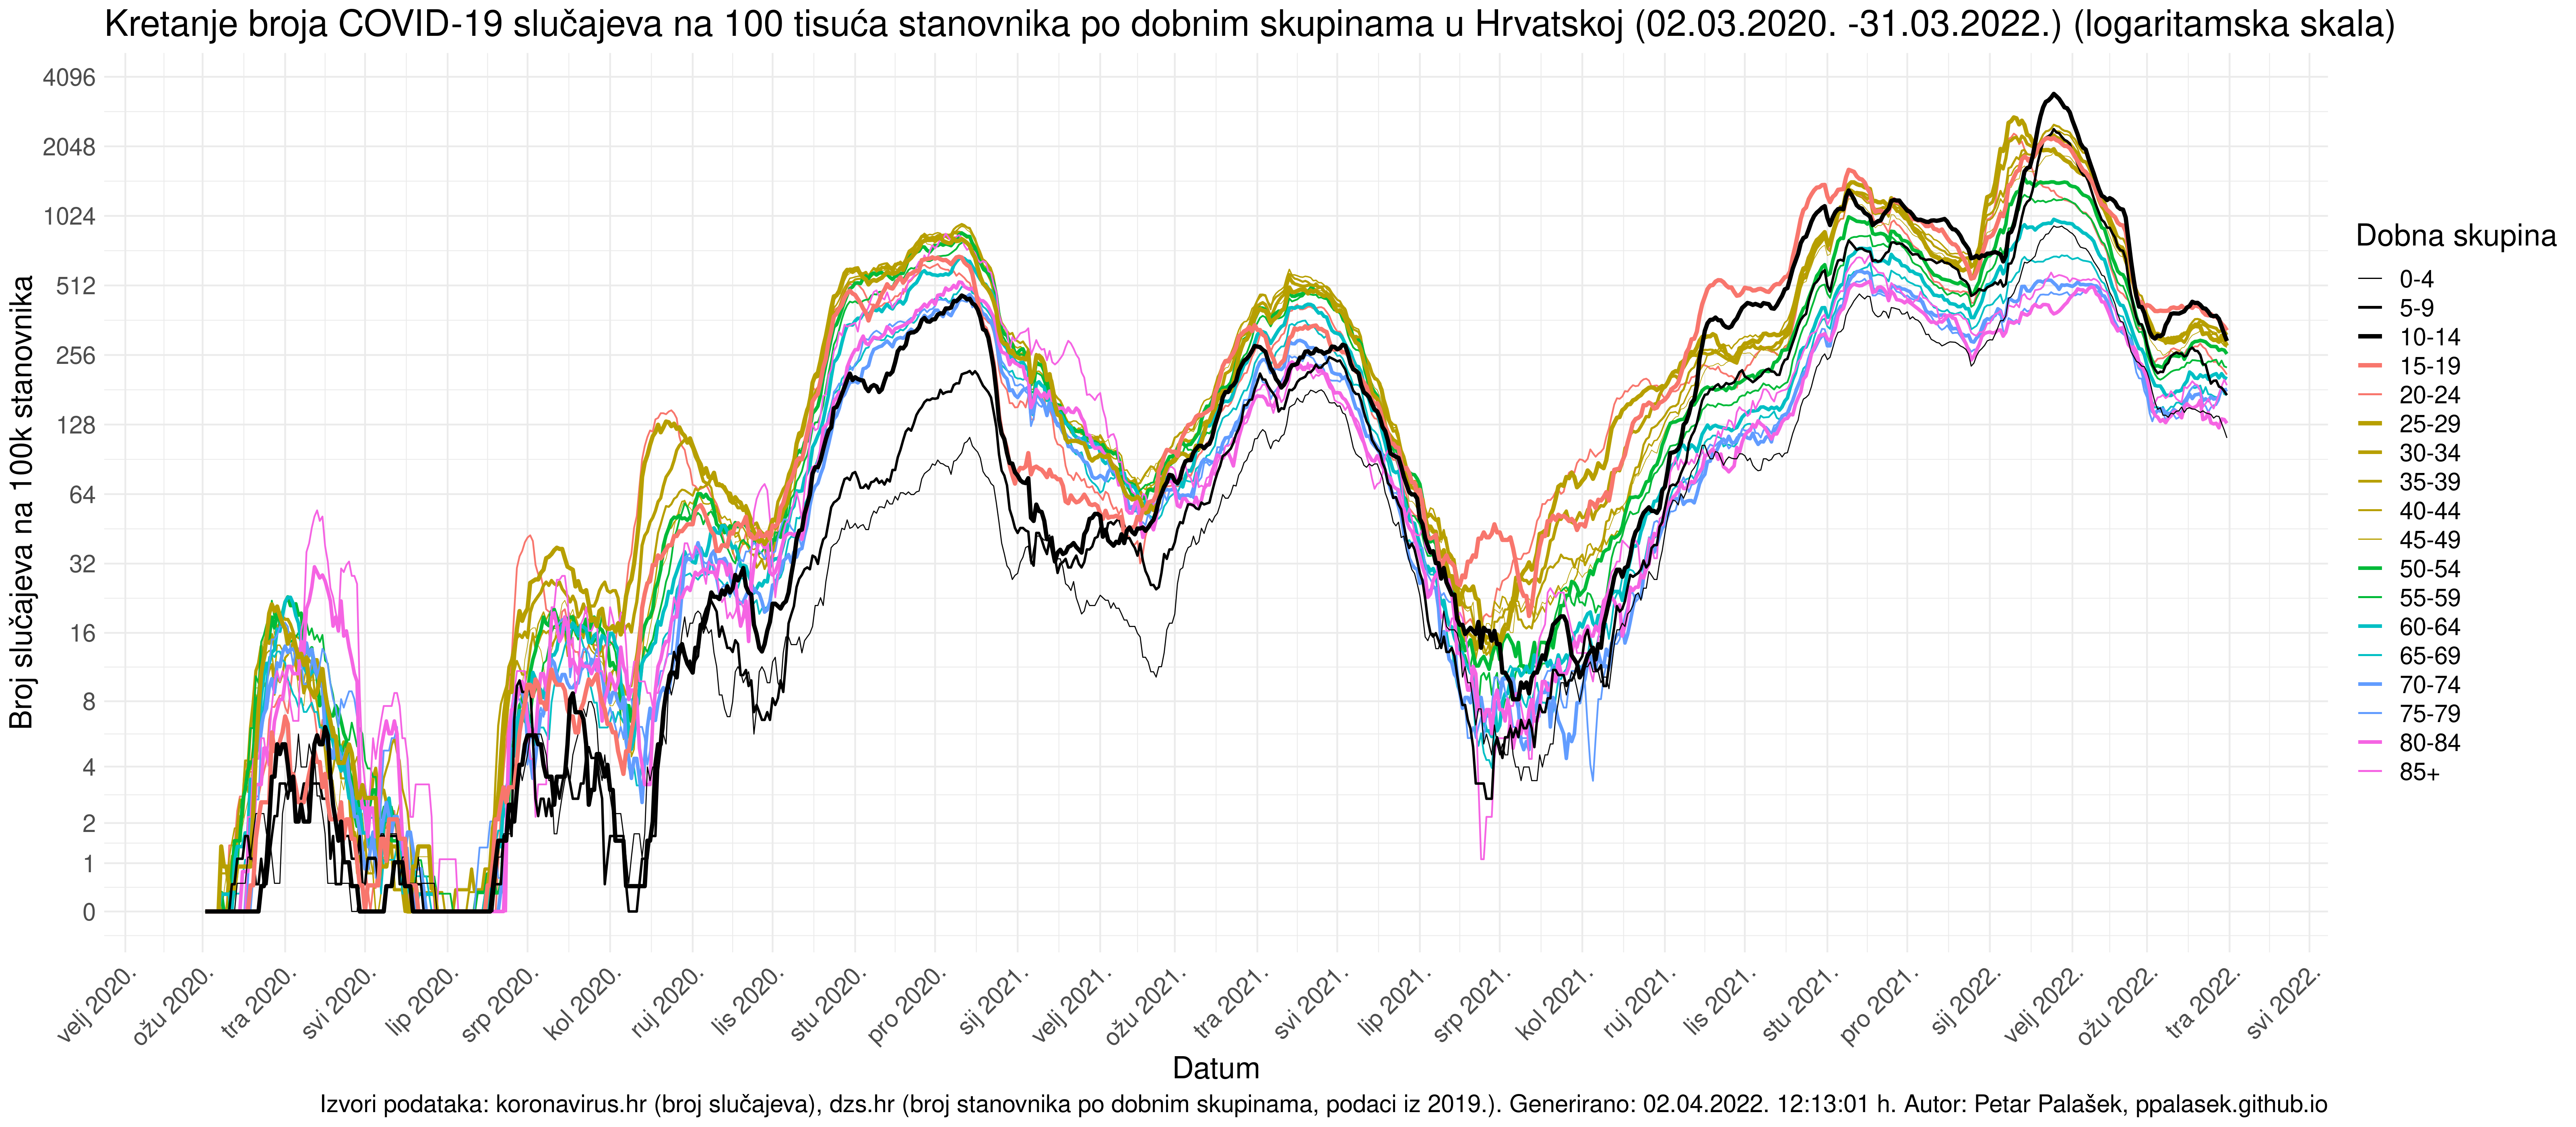 Kretanje broja COVID-19 slučajeva na 100 tisuća stanovnika po dobnim skupinama u Hrvatskoj (02.03.2020. -31.03.2022.) (logaritamska skala)
Broj slučajeva na 100k stanovnika
4096
2048
1024
512
256
128
64
32
16
8
4
2
1
0
velj 2020.
ožu 2020.
tra 2020.
svi 2020.
lip 2020.
srp 2020.
kol 2020.
ruj 2020.
lis 2020.
stu 2020.
pro 2020.
sij 2021.
velj 2021.
ožu 2021.
tra 2021.
svi 2021.
lip 2021.
srp 2021.
kol 2021.
ruj 2021.
lis 2021.
stu 2021.
pro 2021.
sij 2022.
velj 2022.
ožu 2022.
tra 2022.
svi 2022.
Datum
Dobna skupina
0-4
5-9
10-14
15-19
20-24
25-29
30-34
35-39
40-44
45-49
50-54
55-59
60-64
65-69
70-74
75-79
80-84
85+
Izvori podataka: koronavirus.hr (broj slučajeva), dzs.hr (broj stanovnika po dobnim skupinama, podaci iz 2019.). Generirano: 02.04.2022. 12:13:01 h. Autor: Petar Palašek, ppalasek.github.io